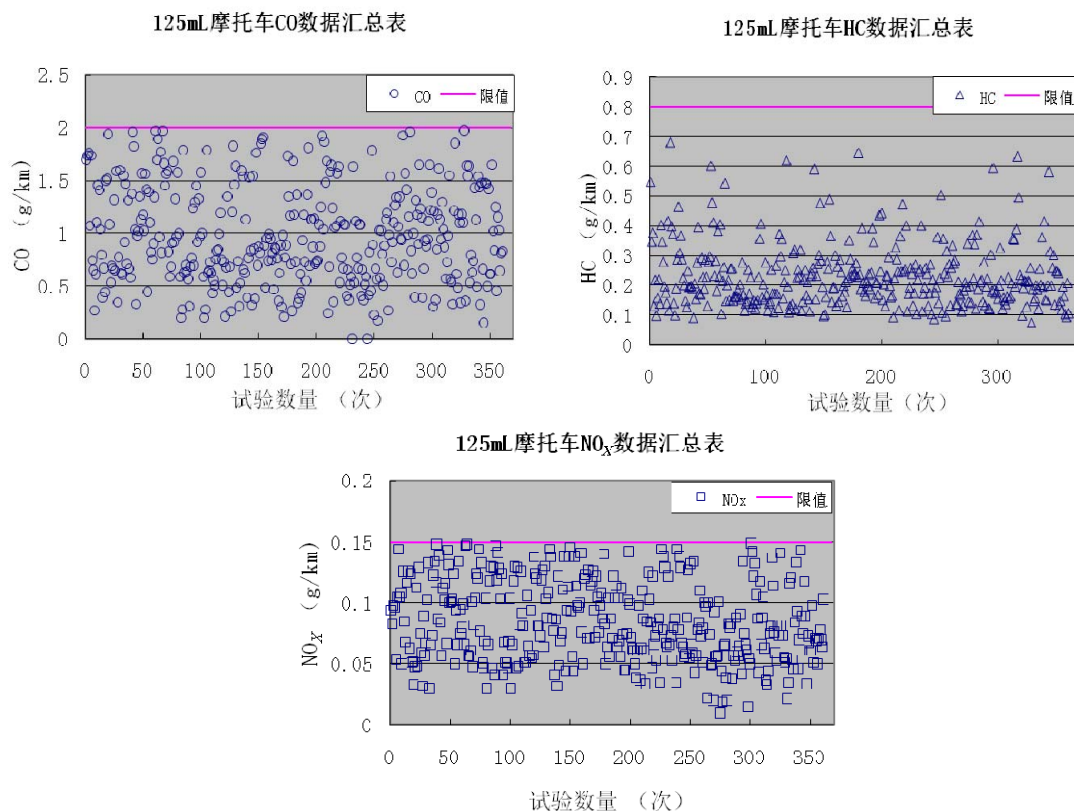 125mL摩托车CO数据汇总表
2.5
2
1.5
1
0.5
0
CO (g/km)
CO
限值
0 50 100 150 200 250 300 350
试验数量 (次)
125mL摩托车HC数据汇总表
0.9
0.8
0.7
0.6
0.5
0.4
0.3
0.2
0.1
0
HC (g/km)
HC
限值
0 100 200 300
试验数量(次)
125mL摩托车NOX数据汇总表
0.2
0.15
0.1
0.05
0
NOX (g/km)
NOx
限值
0 50 100 150 200 250 300 350
试验数量 (次)